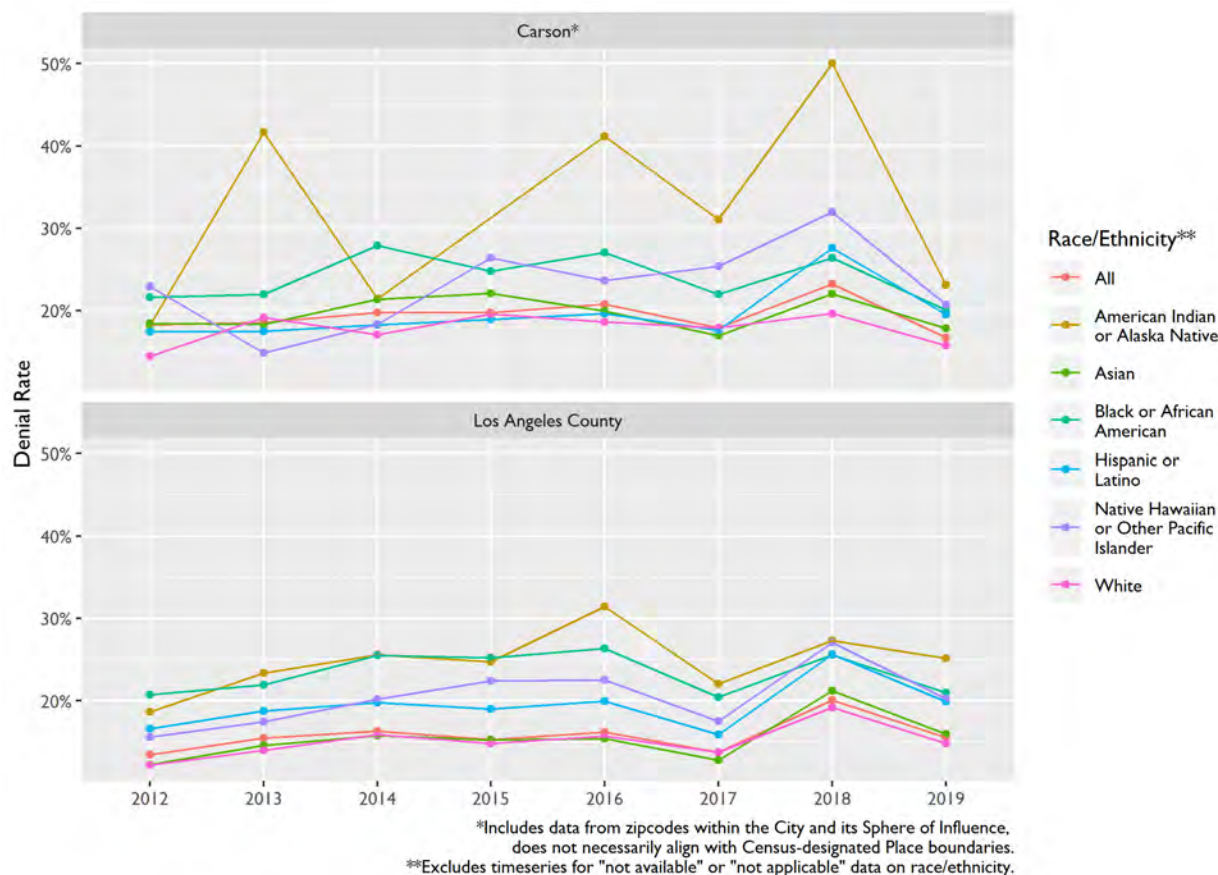 Carson*
50%
40%
30%
20%
Denial Rate
Los Angeles County
50%
40%
30%
20%
2012 2013 2014 2015 2016 2017 2018 2019
Race/Ethnicity**
All
American Indian
or Alaska Native
Asian
Black or African
American
Hispanic or
Latino
Native Hawaiian
or Other Pacific
Islander
White
*Includes data from zipcodes within the City and its Sphere of Influence,
does not necessarily align with Census-designated Place boundaries.
**Excludes timeseries for "not available" or "not applicable" data on race/ethnicity.